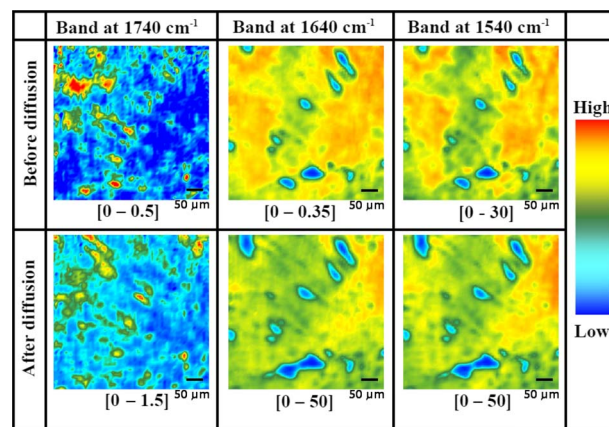 Band at 1740 cm-1 Band at 1640 cm-1 Band at 1540 cm-1
Before diffusion
50 µm 50 µm 50 µm
[0 – 0.5] [0 – 0.35] [0 - 30]
After diffusion
50 µm 50 µm 50 µm
[0 – 1.5] [0 – 50] [0 – 50]
High
Low